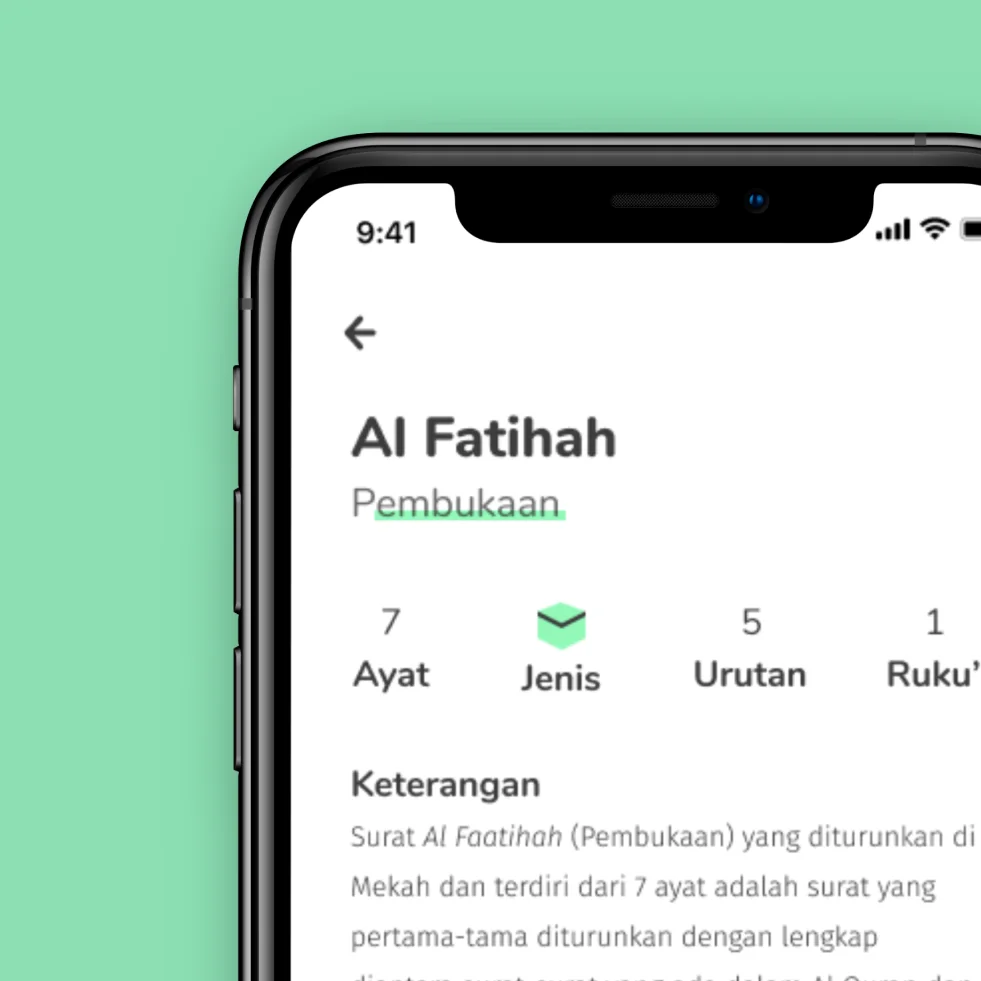 9:41
Al Fatihah
Pembukaan
7 5 1
Ayat Jenis Urutan Ruku'
Keterangan
Surat Al Faatihah (Pembukaan) yang diturunkan di
Mekah dan terdiri dari 7 ayat adalah surat yang
pertama-tama diturunkan dengan lengkap